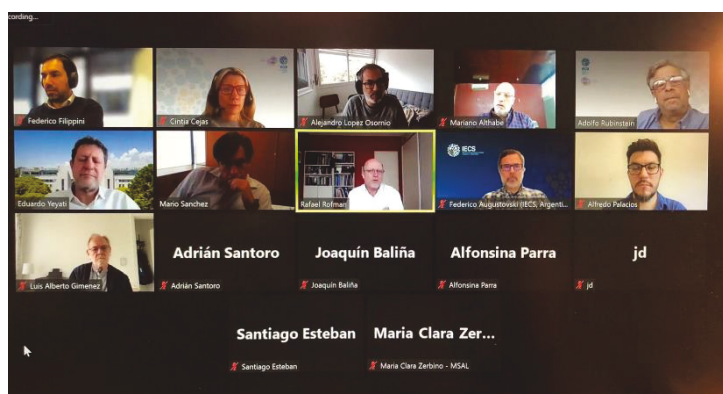 cording...
Federico Filippini
Cintia Cejas
Alejandro Lopez Osornio
Mariano Althabe
Adolfo Rubinstein
Eduardo Yeyati
Mario Sanchez
Rafael Rofman
IECS
Federico Augustovski (IECS, Argenti...
Alfredo Palacios
Luis Alberto Gimenez
Adrián Santoro
Adrián Santoro
Joaquín Baliña
Joaquín Baliña
Alfonsina Parra
Alfonsina Parra
jd
jd
Santiago Esteban
Santiago Esteban
Maria Clara Zer...
Maria Clara Zerbino - MSAL